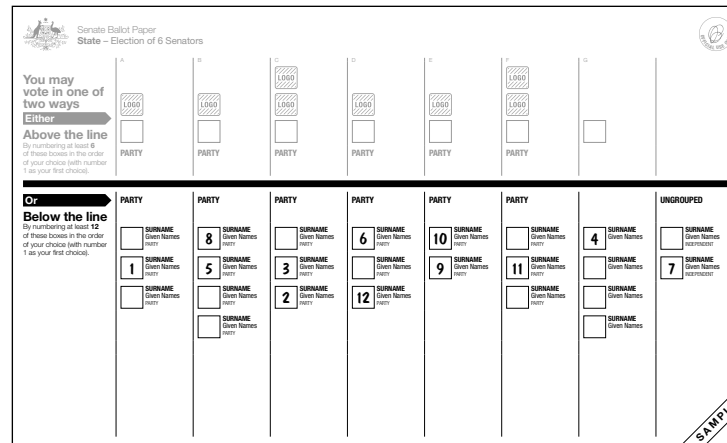 Senate Ballot Paper
State – Election of 6 Senators
A B C D E F G
You may
vote in one of
two ways
Either
Above the line
By numbering at least 6
of these boxes in the order
of your choice (with number
1 as your first choice).
LOGO LOGO
LOGO LOGO LOGO LOGO LOGO LOGO
PARTY PARTY PARTY PARTY PARTY PARTY
Or
Below the line
By numbering at least 12
of these boxes in the order
of your choice (with number
1 as your first choice).
PARTY PARTY PARTY PARTY PARTY PARTY UNGROUPED
SURNAME 8 SURNAME SURNAME 6 SURNAME 10 SURNAME SURNAME 4 SURNAME SURNAME
Given Names Given Names Given Names Given Names Given Names Given Names Given Names Given Names
PARTY PARTY PARTY PARTY PARTY PARTY INDEPENDENT
1 SURNAME 5 SURNAME 3 SURNAME SURNAME 9 SURNAME 11 SURNAME SURNAME 7 SURNAME
Given Names Given Names Given Names Given Names Given Names Given Names Given Names Given Names
PARTY PARTY PARTY PARTY PARTY PARTY INDEPENDENT
SURNAME SURNAME 2 SURNAME 12 SURNAME SURNAME SURNAME
Given Names Given Names Given Names Given Names Given Names Given Names
PARTY PARTY PARTY PARTY PARTY
SURNAME SURNAME
Given Names Given Names
PARTY